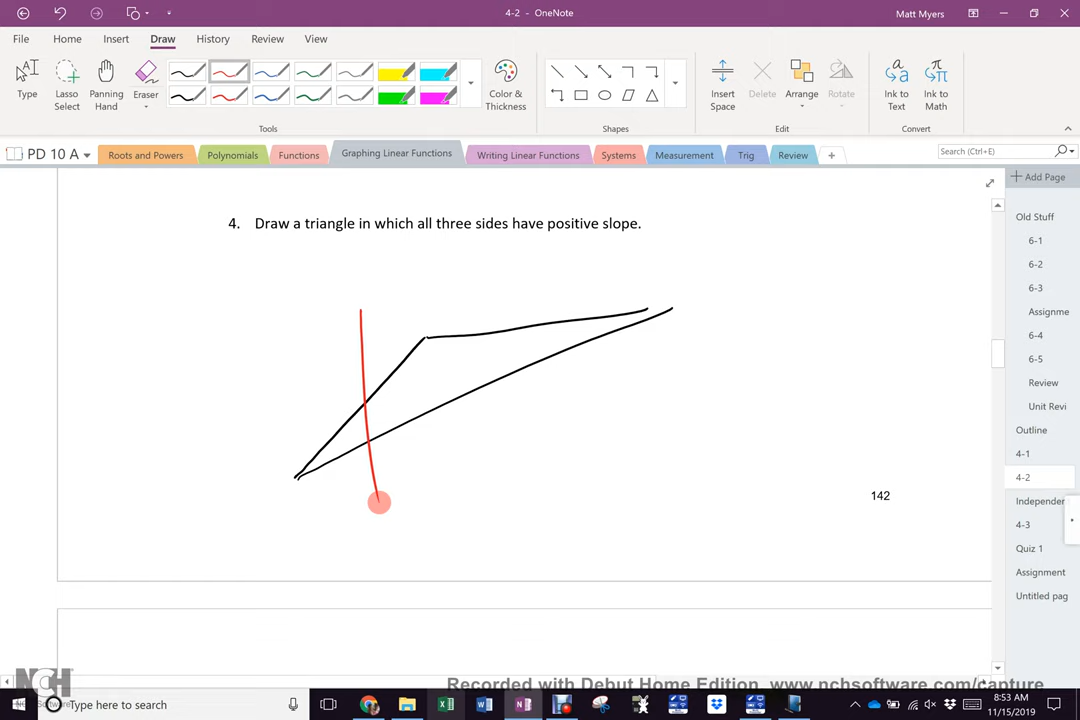 4-2 - OneNote
Matt Myers
File Home Insert Draw History Review View
Type
Lasso Select
Panning Hand
Eraser
Color & Thickness
Insert Space
Delete
Arrange
Rotate
Ink to Text
Ink to Math
Tools
Shapes
Edit
Convert
PD 10 A
Roots and Powers
Polynomials
Functions
Graphing Linear Functions
Writing Linear Functions
Systems
Measurement
Trig
Review
Search (Ctrl+E)
Add Page
Old Stuff
6-1
6-2
6-3
Assignme
6-4
6-5
Review
Unit Revi
Outline
4-1
4-2
Independen
4-3
Quiz 1
Assignment
Untitled pag
4. Draw a triangle in which all three sides have positive slope.
142
NCH
Recorded with Debut Home Edition www.nchsoftware.com/capture
Type here to search
8:53 AM
11/15/2019